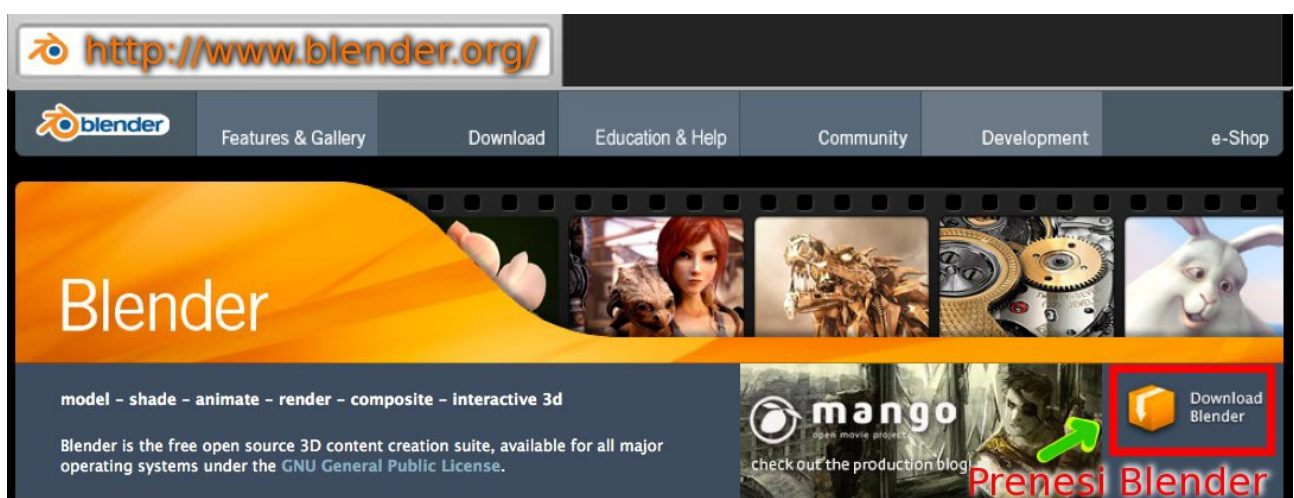 http://www.blender.org/
blender
Features & Gallery
Download
Education & Help
Community
Development
e-Shop
Blender
model – shade – animate – render – composite – interactive 3d
Blender is the free open source 3D content creation suite, available for all major
operating systems under the GNU General Public License.
mango
open movie project
check out the production blog!
Download
Blender
Prenesi Blender